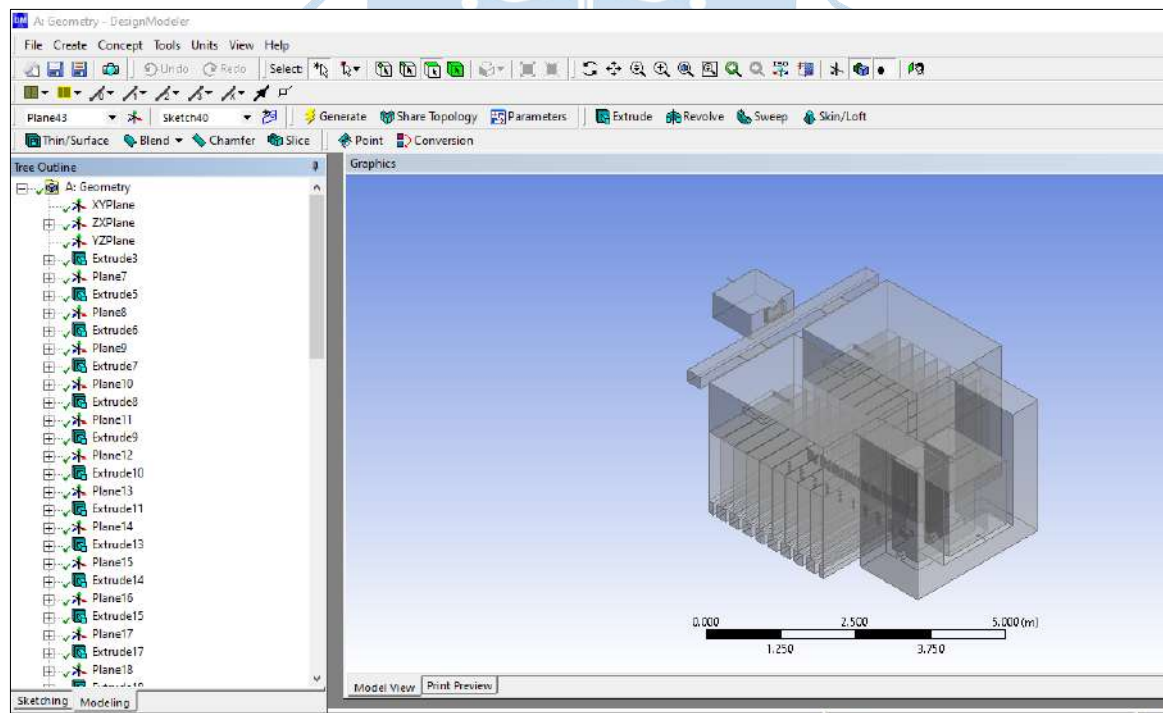 A: Geometry - DesignModeler
File Create Concept Tools Units View Help
Undo Redo Select:
Plane43 Sketch40 Generate Share Topology Parameters Extrude Revolve Sweep Skin/Loft
Thin/Surface Blend Chamfer Slice Point Conversion
Tree Outline
Graphics
A: Geometry
XYPlane
ZXPlane
YZPlane
Extrude3
Plane7
Extrude5
Plane8
Extrude6
Plane9
Extrude7
Plane10
Extrude8
Plane11
Extrude9
Plane12
Extrude10
Plane13
Extrude11
Plane14
Extrude13
Plane15
Extrude14
Plane16
Extrude15
Plane17
Extrude17
Plane18
0.000 2.500 5.000 (m)
1.250 3.750
Model View Print Preview
Sketching Modeling